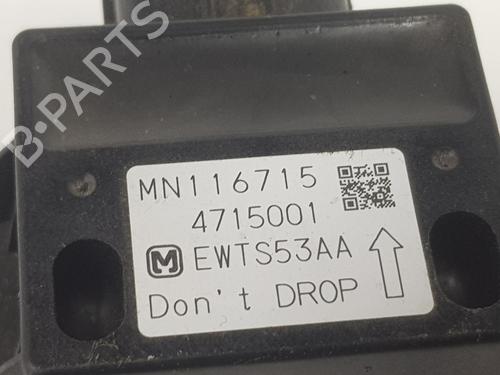 B-PARTS
MN116715
4715001
M EWTS53AA
Don't DROP